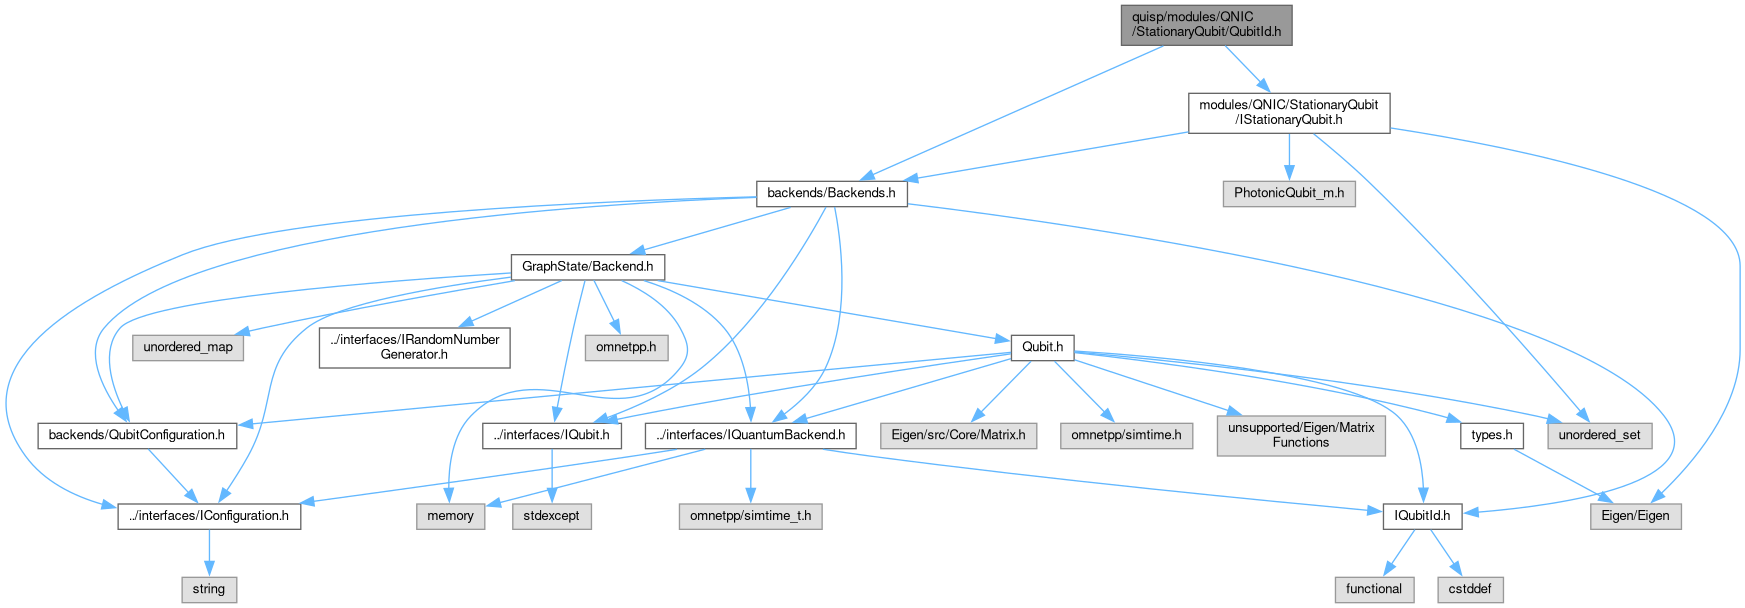 quisp/modules/QNIC
/StationaryQubit/QubitId.h
modules/QNIC/StationaryQubit
/IStationaryQubit.h
backends/Backends.h
PhotonicQubit_m.h
GraphState/Backend.h
unordered_map
../interfaces/IRandomNumber
Generator.h
omnetpp.h
Qubit.h
backends/QubitConfiguration.h
../interfaces/IQubit.h
../interfaces/IQuantumBackend.h
Eigen/src/Core/Matrix.h
omnetpp/simtime.h
unsupported/Eigen/Matrix
Functions
types.h
unordered_set
../interfaces/IConfiguration.h
memory
stdexcept
omnetpp/simtime_t.h
IQubitId.h
Eigen/Eigen
string
functional
cstddef